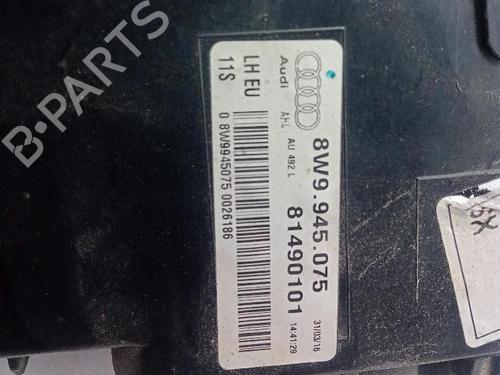 B-PARTS
Audi
AHL
AU 492 L
31/03/16
14:41:29
8W9.945.075
81490101
LH EU
11S
0 8W9945075 0026186
5X